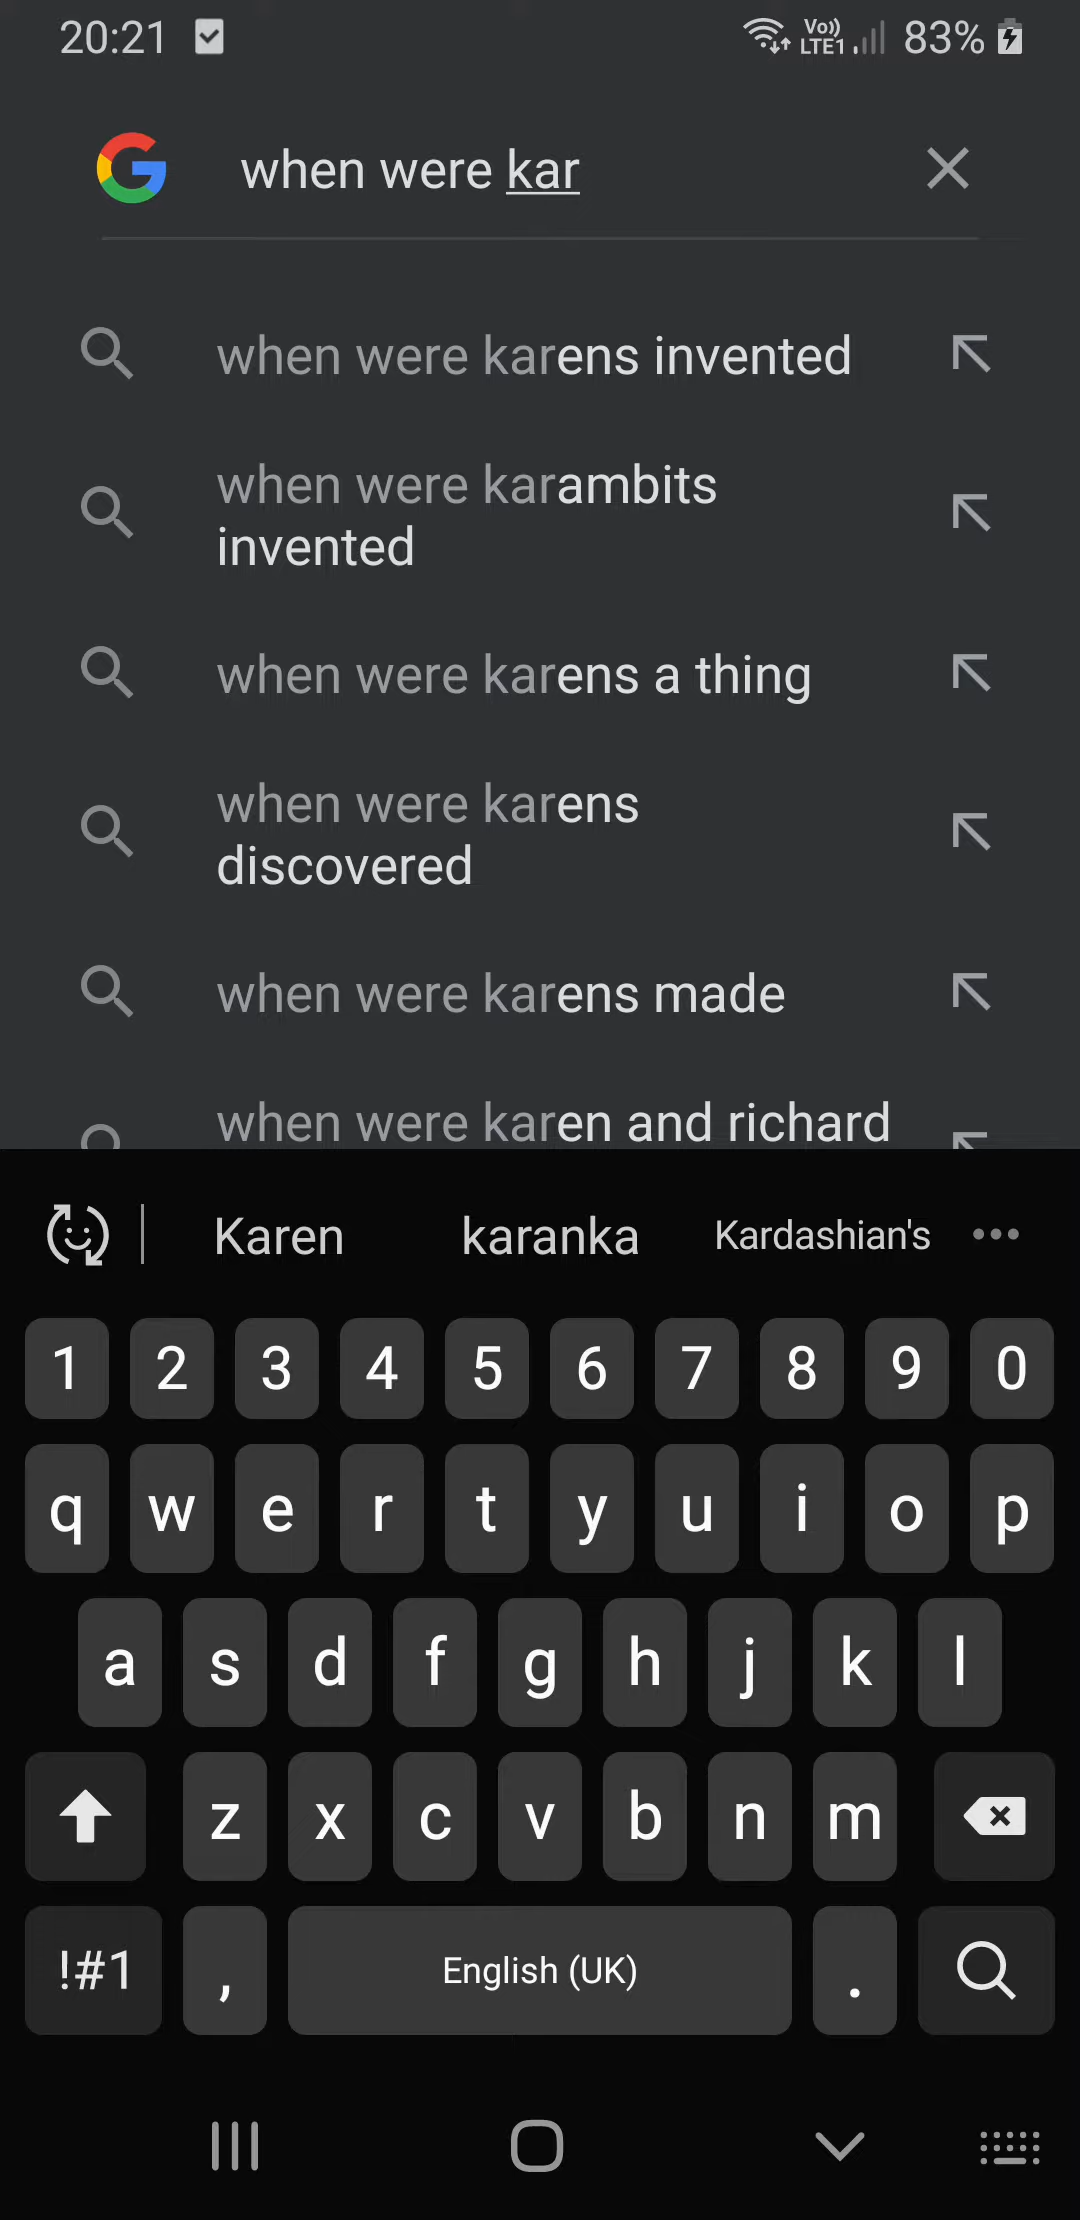 20:21 Vo)) LTE1 83%
when were kar
when were karens invented
when were karambits
invented
when were karens a thing
when were karens
discovered
when were karens made
when were karen and richard
Karen karanka Kardashian's
1 2 3 4 5 6 7 8 9 0
q w e r t y u i o p
a s d f g h j k l
z x c v b n m
!#1 , English (UK) .